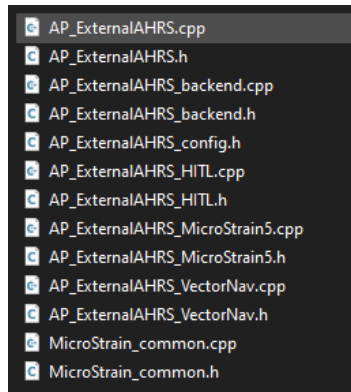 AP_ExternalAHRS.cpp
AP_ExternalAHRS.h
AP_ExternalAHRS_backend.cpp
AP_ExternalAHRS_backend.h
AP_ExternalAHRS_config.h
AP_ExternalAHRS_HITL.cpp
AP_ExternalAHRS_HITL.h
AP_ExternalAHRS_MicroStrain5.cpp
AP_ExternalAHRS_MicroStrain5.h
AP_ExternalAHRS_VectorNav.cpp
AP_ExternalAHRS_VectorNav.h
MicroStrain_common.cpp
MicroStrain_common.h